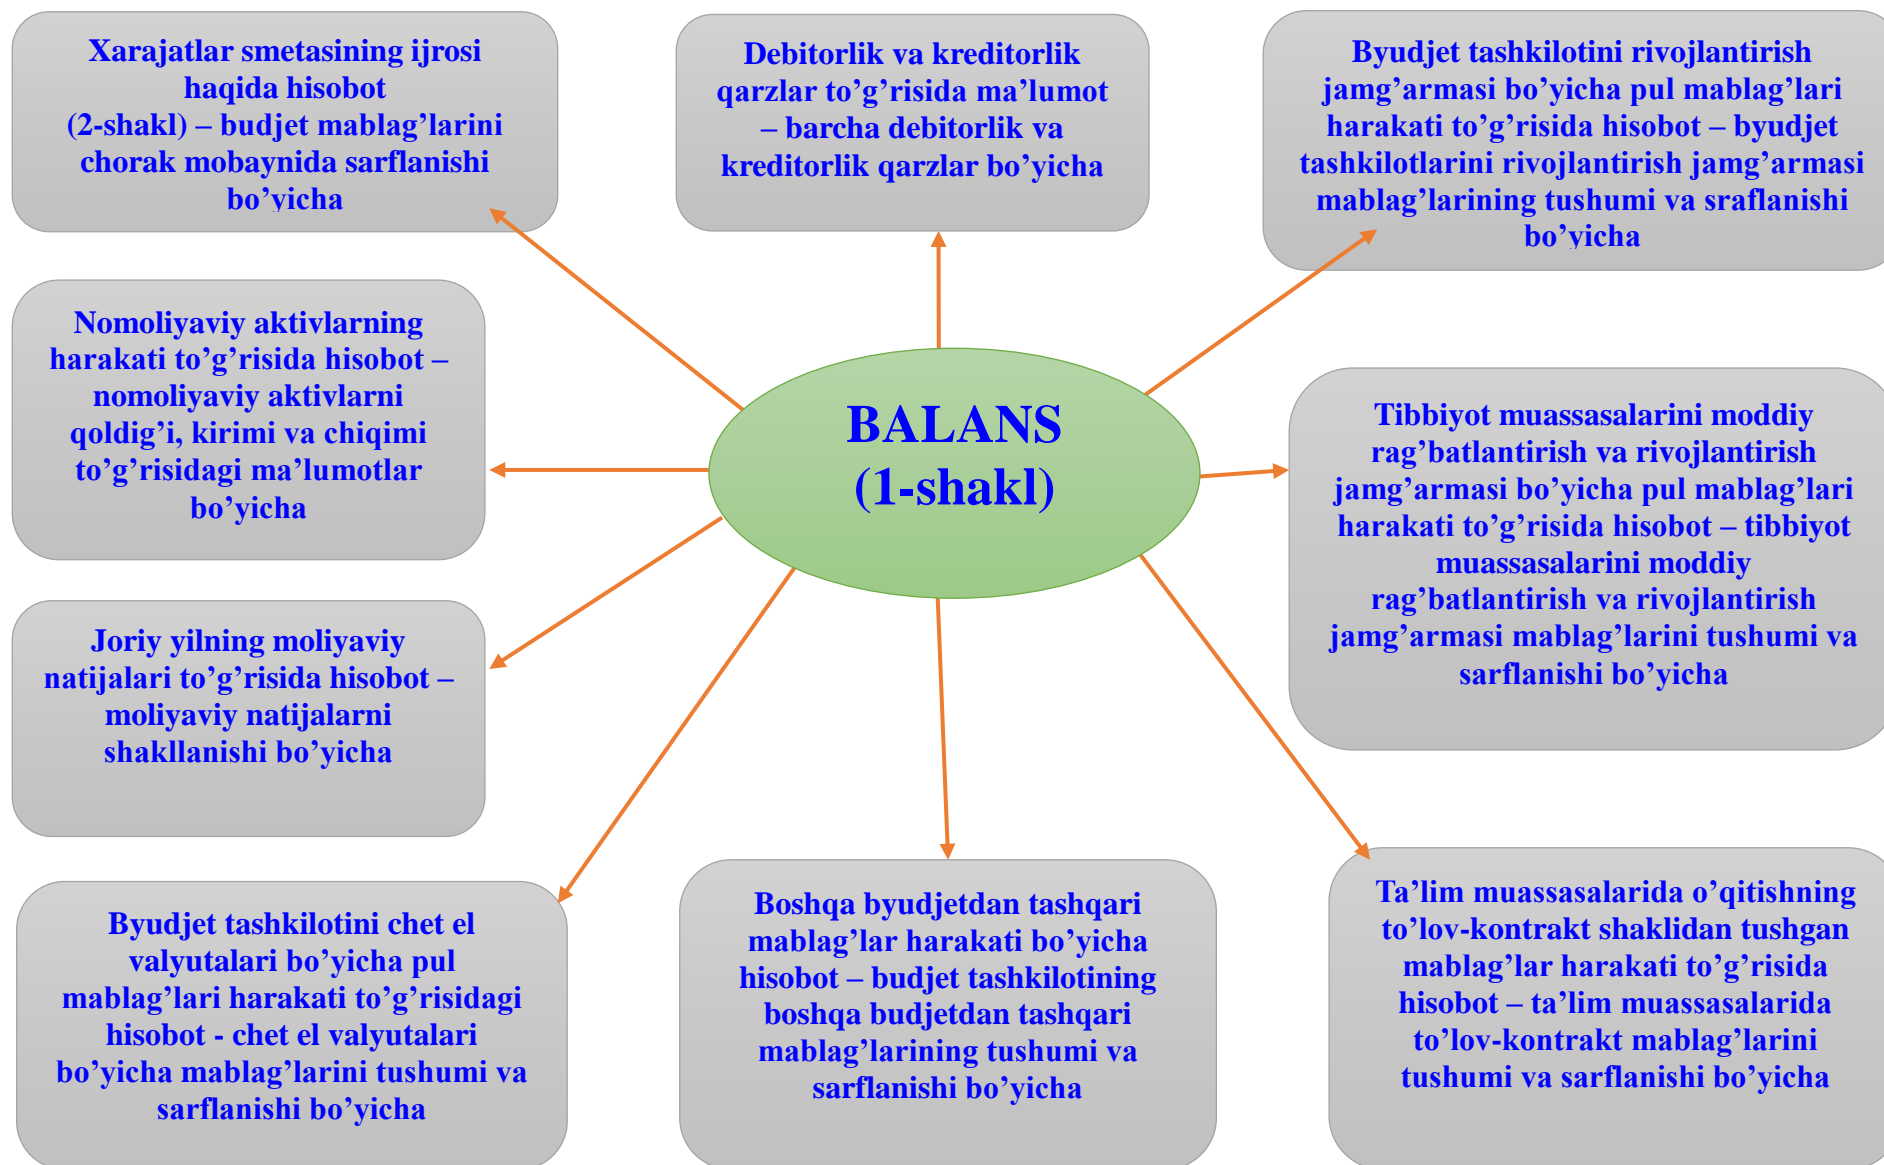 Xarajatlar smetasining ijrosi
haqida hisobot
(2-shakl) – budjet mablag’larini
chorak mobaynida sarflanishi
bo’yicha
Debitorlik va kreditorlik
qarzlar to’g’risida ma’lumot
– barcha debitorlik va
kreditorlik qarzlar bo’yicha
Byudjet tashkilotini rivojlantirish
jamg’armasi bo’yicha pul mablag’lari
harakati to’g’risida hisobot – byudjet
tashkilotlarini rivojlantirish jamg’armasi
mablag’larining tushumi va sraflanishi
bo’yicha
Nomoliyaviy aktivlarning
harakati to’g’risida hisobot –
nomoliyaviy aktivlarni
qoldig’i, kirimi va chiqimi
to’g’risidagi ma’lumotlar
bo’yicha
BALANS
(1-shakl)
Tibbiyot muassasalarini moddiy
rag’batlantirish va rivojlantirish
jamg’armasi bo’yicha pul mablag’lari
harakati to’g’risida hisobot – tibbiyot
muassasalarini moddiy
rag’batlantirish va rivojlantirish
jamg’armasi mablag’larini tushumi va
sarflanishi bo’yicha
Joriy yilning moliyaviy
natijalari to’g’risida hisobot –
moliyaviy natijalarni
shakllanishi bo’yicha
Byudjet tashkilotini chet el
valyutalari bo’yicha pul
mablag’lari harakati to’g’risidagi
hisobot - chet el valyutalari
bo’yicha mablag’larini tushumi va
sarflanishi bo’yicha
Boshqa byudjetdan tashqari
mablag’lar harakati bo’yicha
hisobot – budjet tashkilotining
boshqa budjetdan tashqari
mablag’larining tushumi va
sarflanishi bo’yicha
Ta’lim muassasalarida o’qitishning
to’lov-kontrakt shaklidan tushgan
mablag’lar harakati to’g’risida
hisobot – ta’lim muassasalarida
to’lov-kontrakt mablag’larini
tushumi va sarflanishi bo’yicha